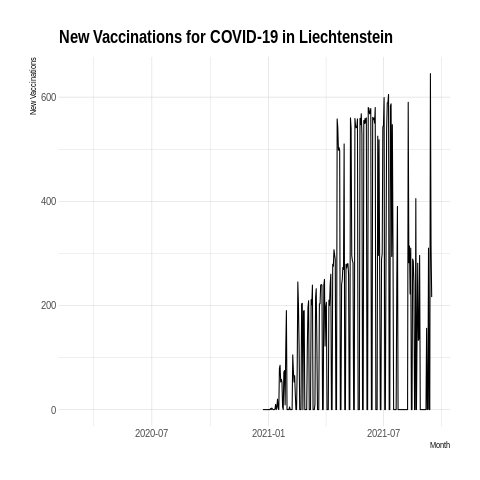 New Vaccinations for COVID-19 in Liechtenstein
New Vaccinations
600
400
200
0
2020-07
2021-01
2021-07
Month